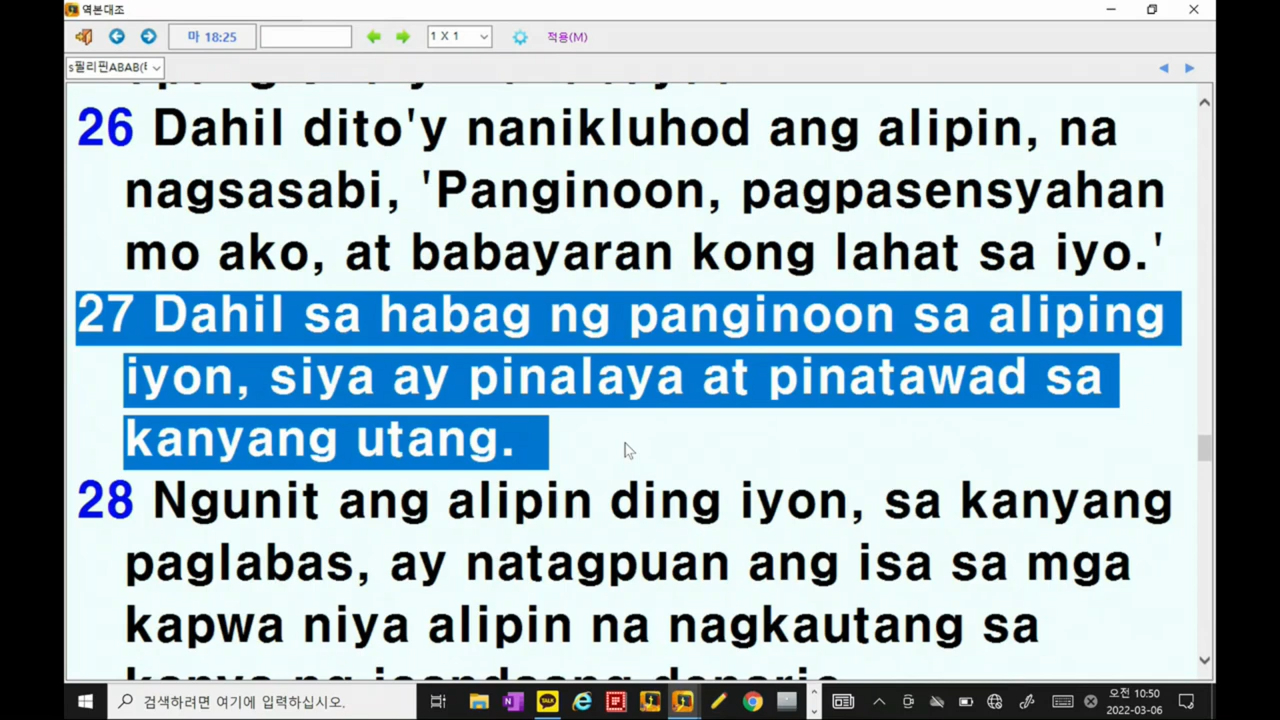 역본대조
마 18:25
1 X 1
적용(M)
s필리핀ABAB(
26 Dahil dito'y nanikluhod ang alipin, na
nagsasabi, 'Panginoon, pagpasensyahan
mo ako, at babayaran kong lahat sa iyo.'
27 Dahil sa habag ng panginoon sa aliping
iyon, siya ay pinalaya at pinatawad sa
kanyang utang.
28 Ngunit ang alipin ding iyon, sa kanyang
paglabas, ay natagpuan ang isa sa mga
kapwa niya alipin na nagkautang sa
검색하려면 여기에 입력하십시오.
TALK
오전 10:50
2022-03-06